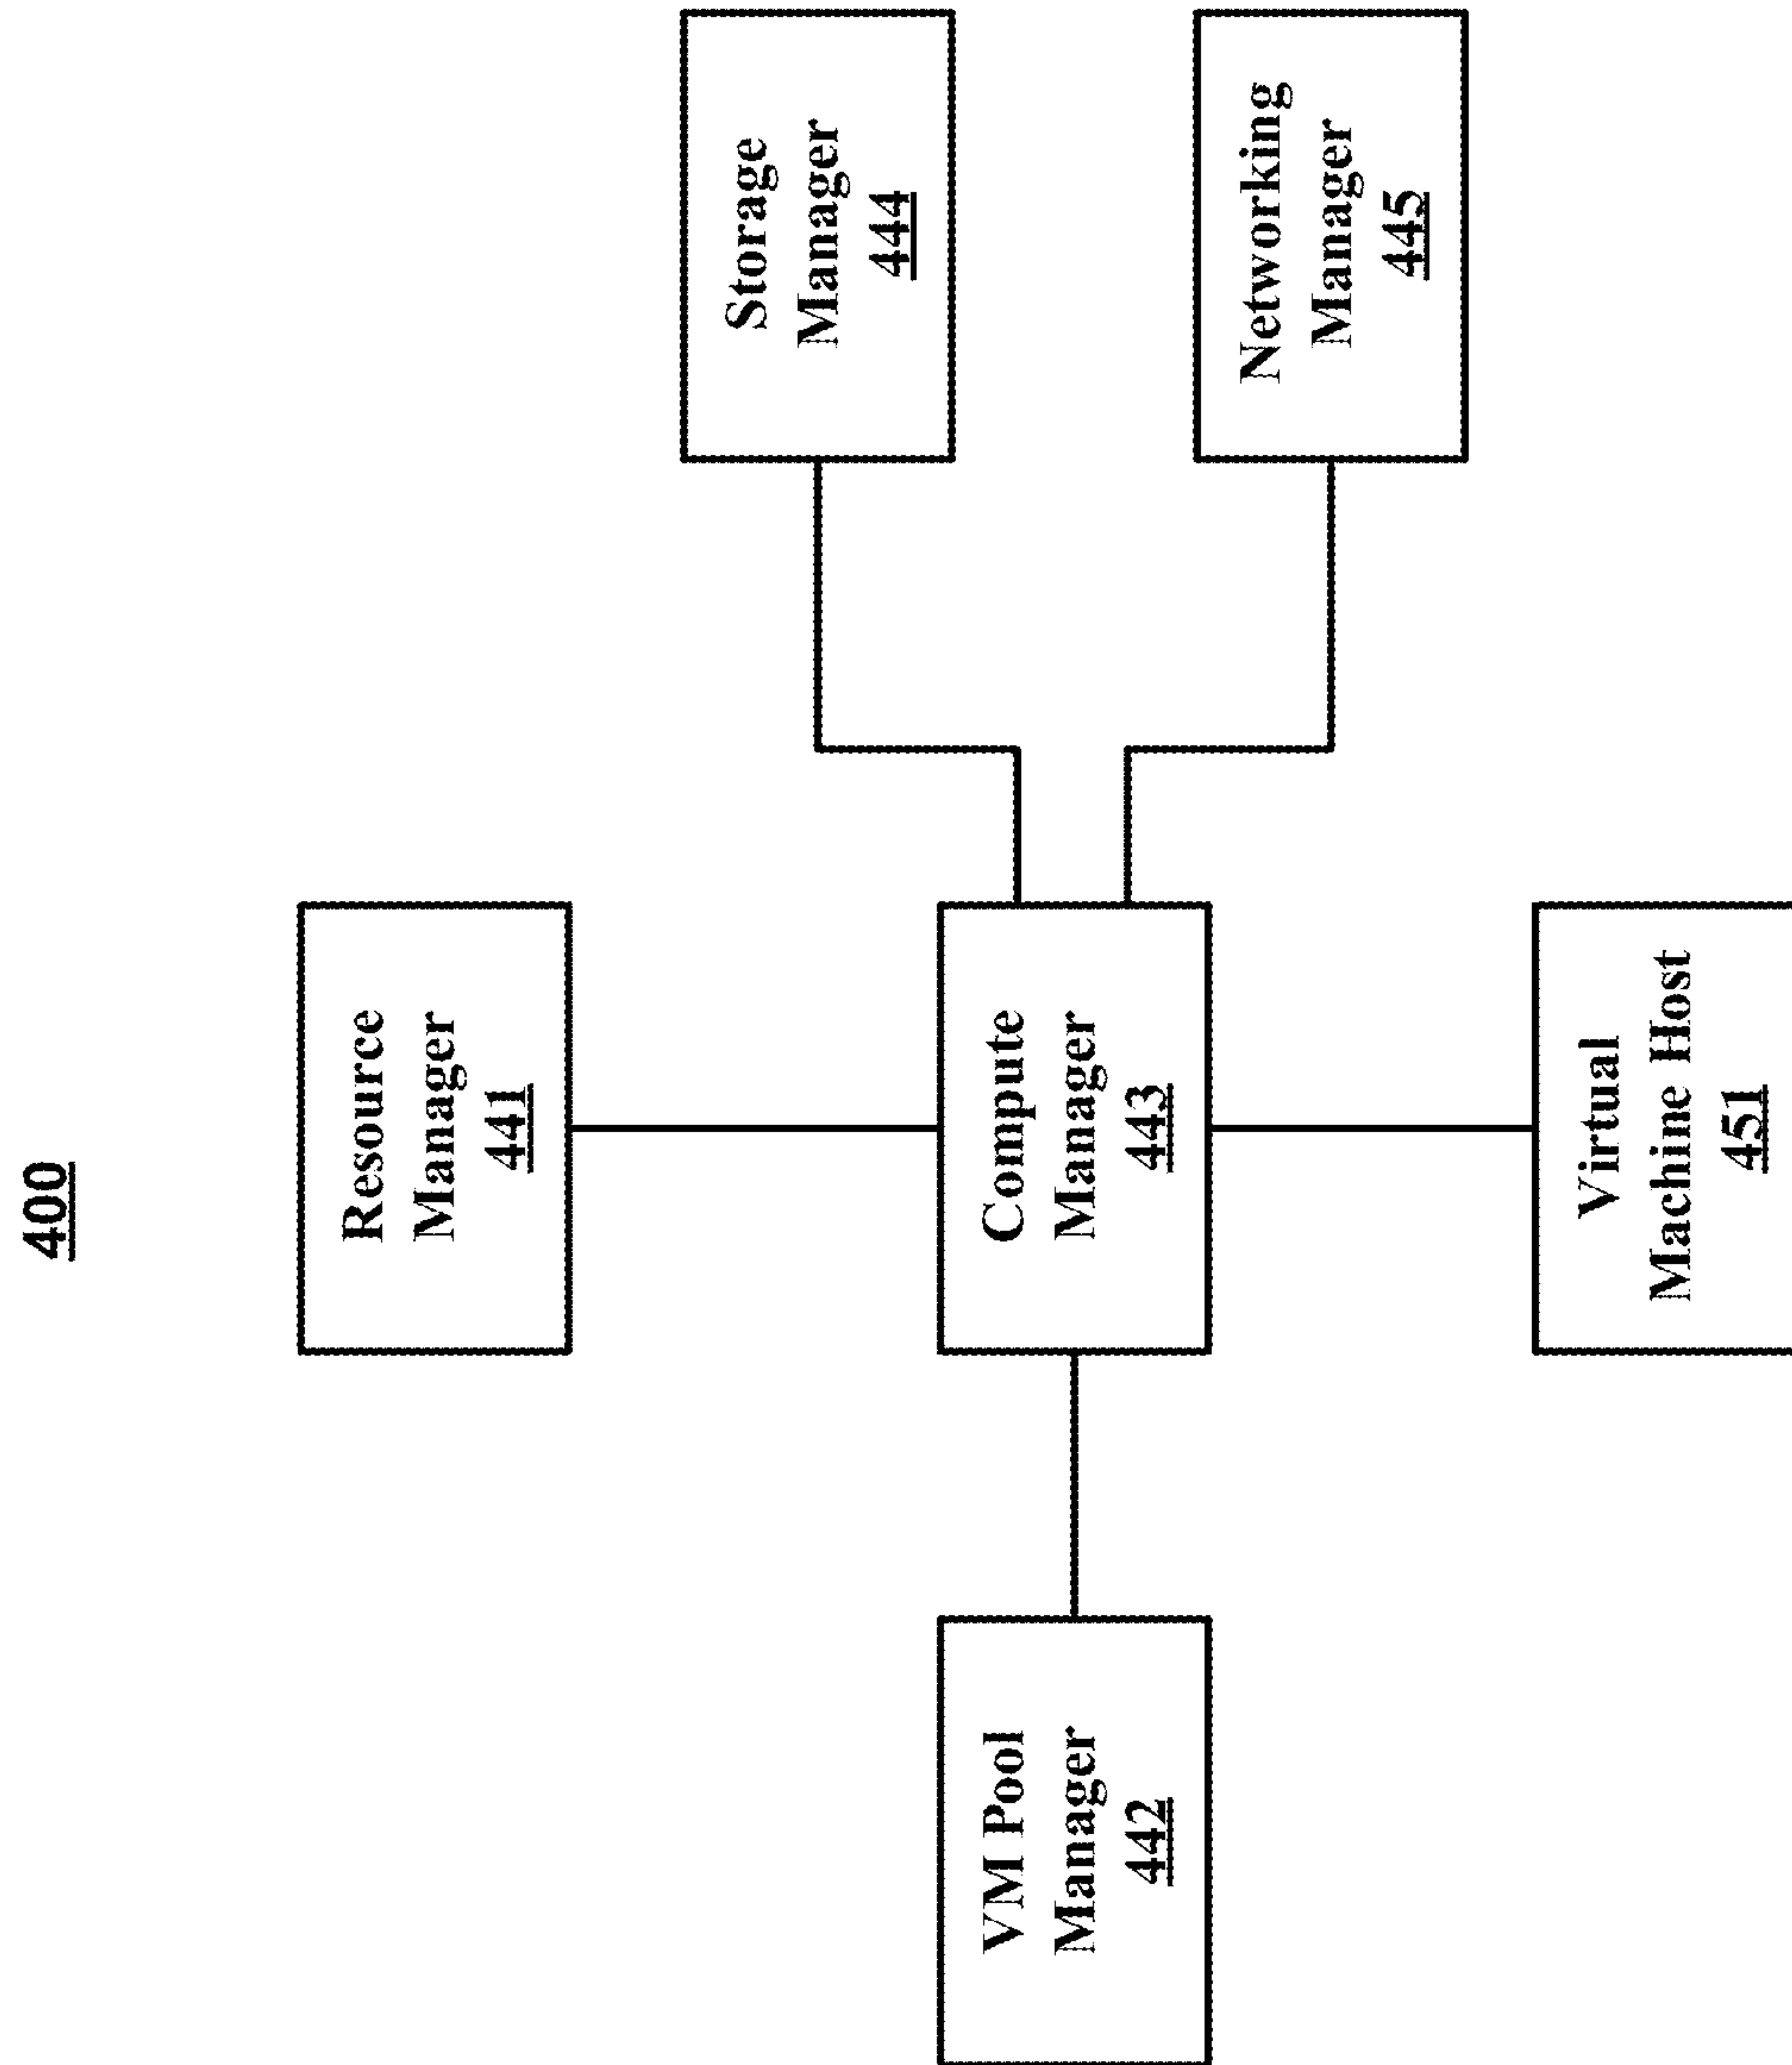 400
Resource
Manager
441
VM Pool
Manager
442
Compute
Manager
443
Storage
Manager
444
Networking
Manager
445
Virtual
Machine Host
451